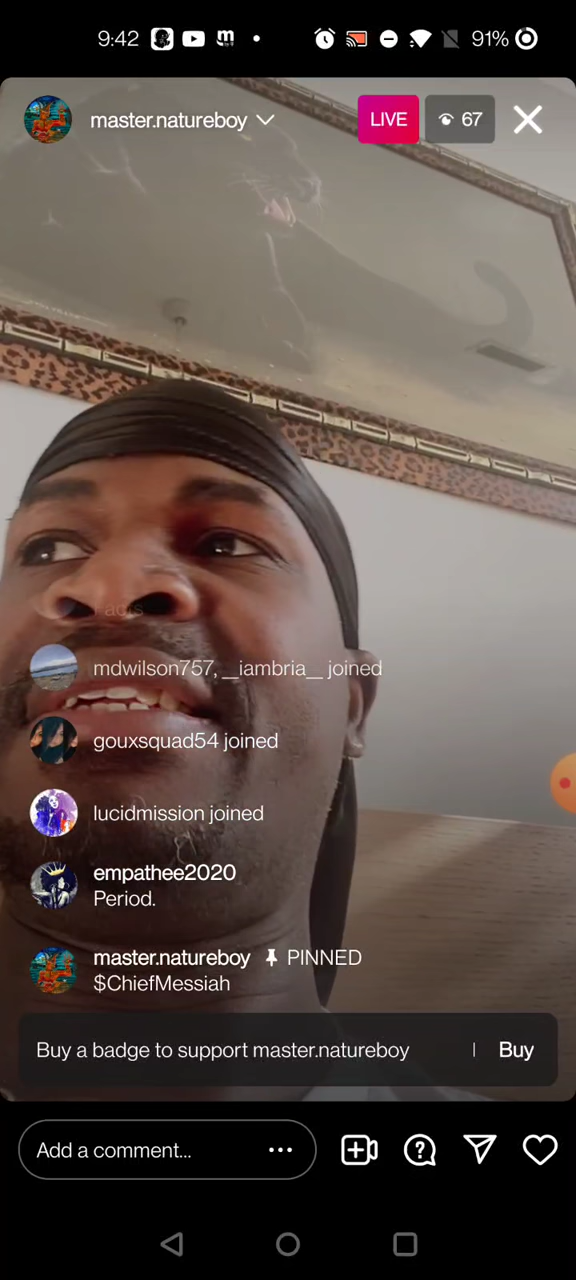 9:42
91%
master.natureboy
LIVE
67
mdwilson757, __iambria__ joined
gouxsquad54 joined
lucidmission joined
empathee2020
Period.
master.natureboy PINNED
$ChiefMessiah
Buy a badge to support master.natureboy | Buy
Add a comment...